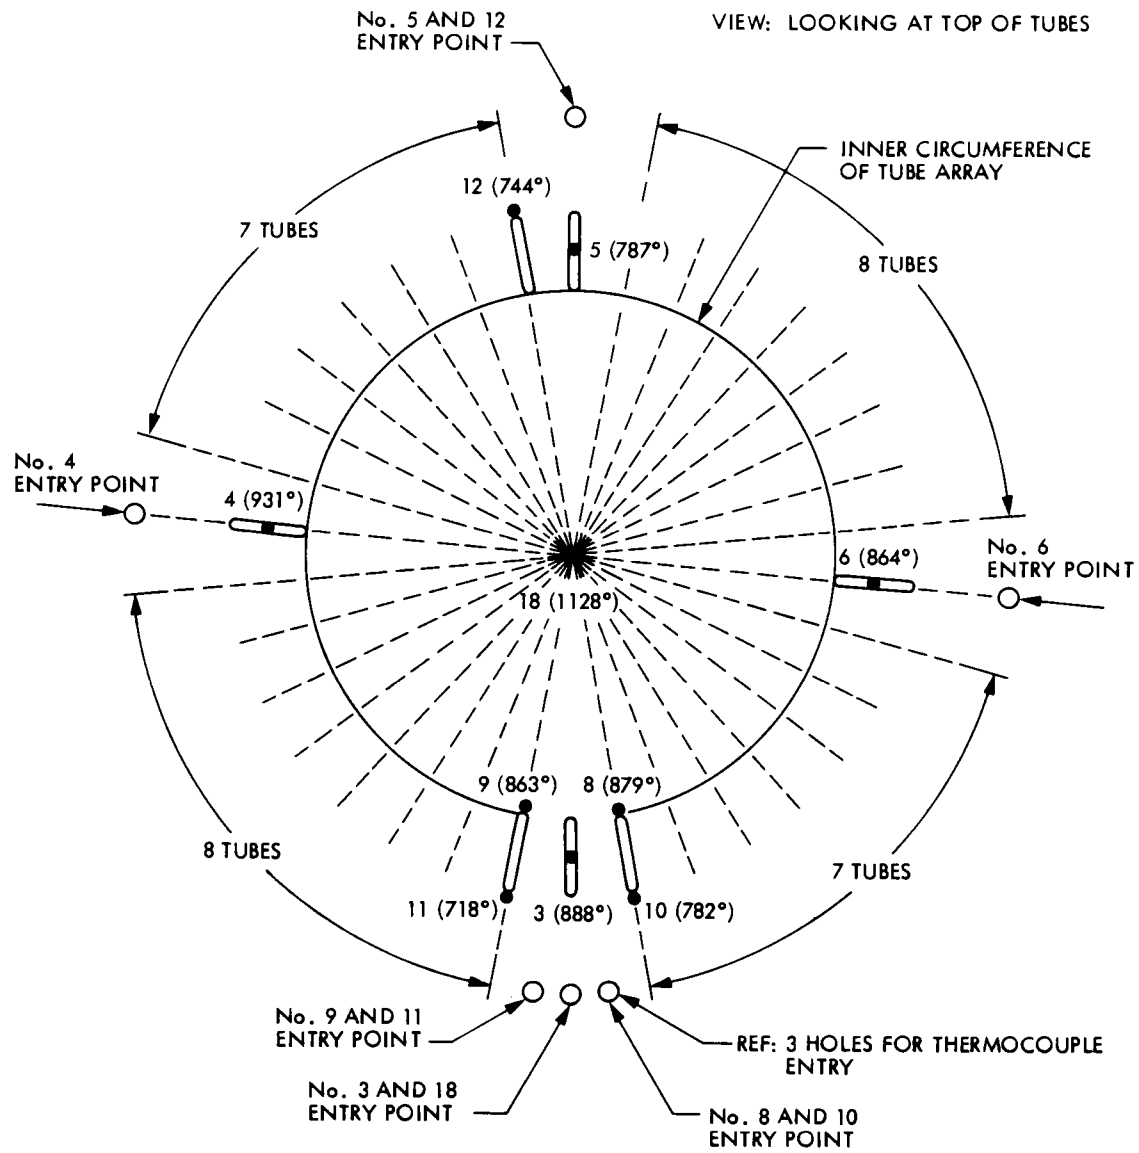 No. 5 AND 12
ENTRY POINT
VIEW: LOOKING AT TOP OF TUBES
INNER CIRCUMFERENCE
OF TUBE ARRAY
12 (744°)
7 TUBES
5 (787°)
8 TUBES
No. 4
ENTRY POINT
4 (931°)
6 (864°)
No. 6
ENTRY POINT
18 (1128°)
9 (863°)
8 (879°)
8 TUBES
7 TUBES
11 (718°)
3 (888°)
10 (782°)
No. 9 AND 11
ENTRY POINT
REF: 3 HOLES FOR THERMOCOUPLE
ENTRY
No. 3 AND 18
ENTRY POINT
No. 8 AND 10
ENTRY POINT